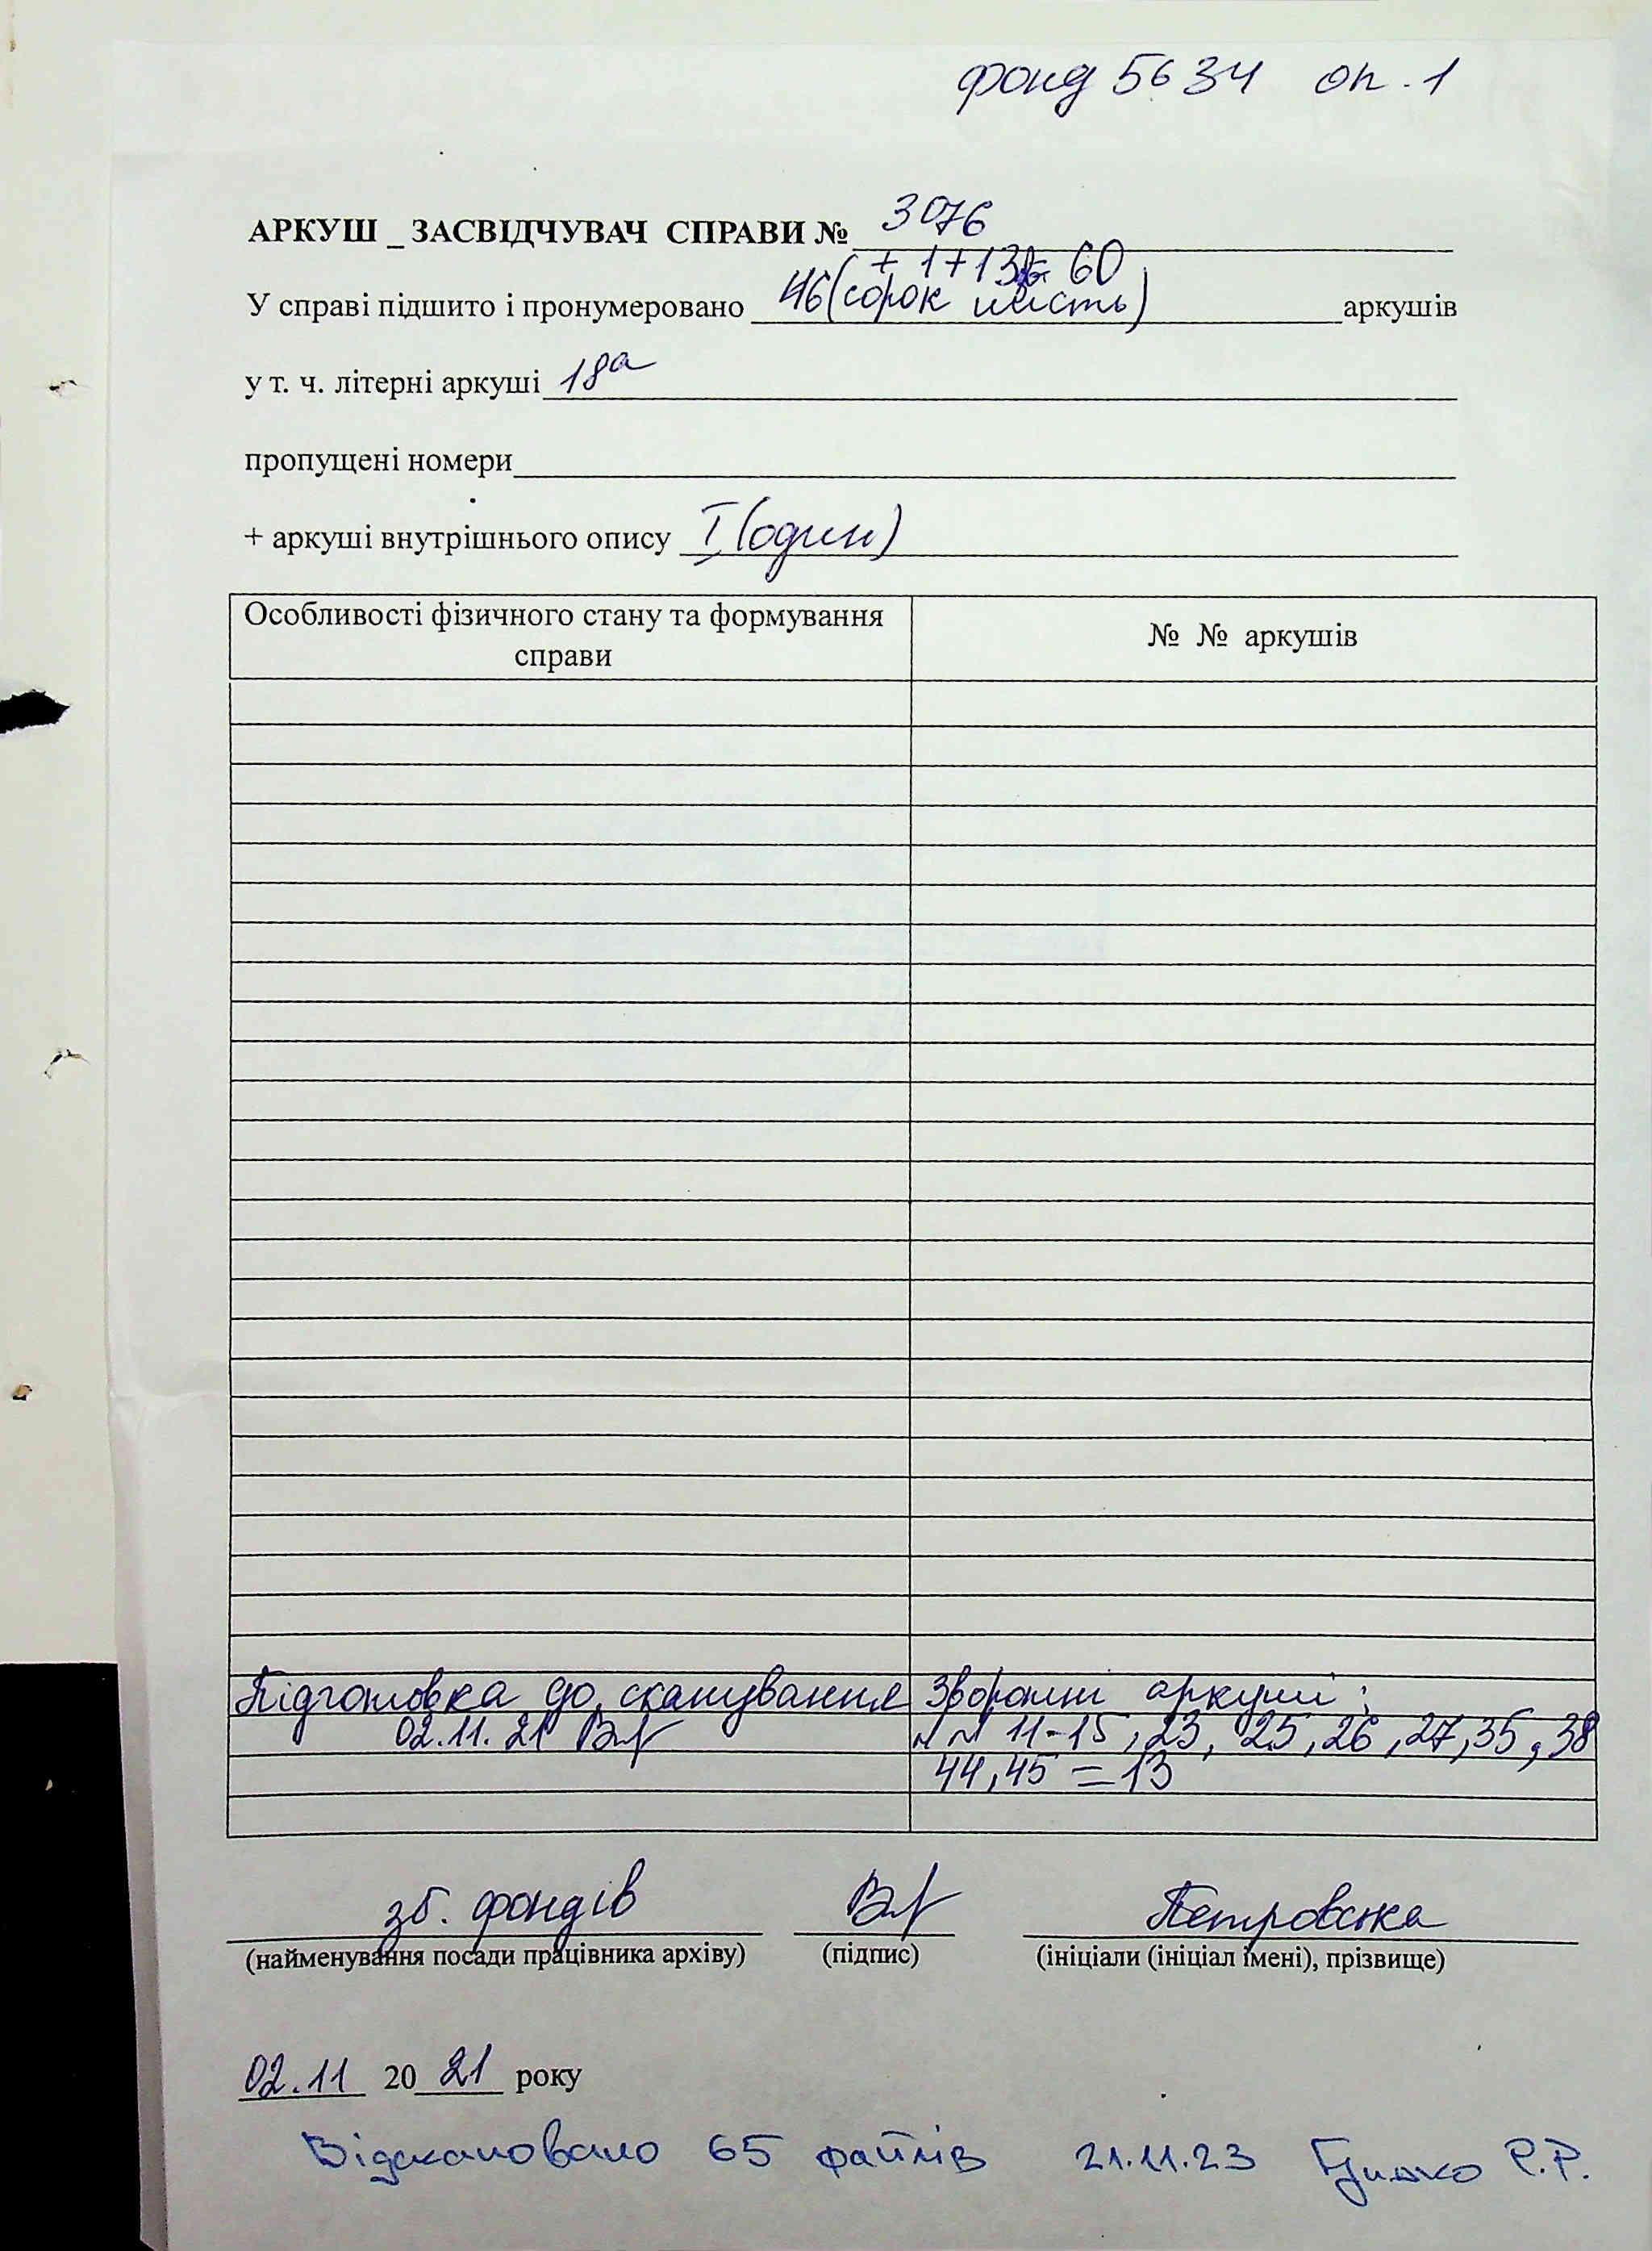 фонд 5634 оп. 1
АРКУШ _ ЗАСВІДЧУВАЧ СПРАВИ № 3076
+ 1 + 13 = 60
У справі підшито і пронумеровано 46 (сорок шість) аркушів
у т. ч. літерні аркуші 18а
пропущені номери
+ аркуші внутрішнього опису I (один)
Особливості фізичного стану та формування справи
№ № аркушів
Підготовка до сканування Зворотні аркуші:
02.11.21 №№ 11-15, 23, 25, 26, 27, 35, 38
44, 45 = 13
зб. фондів Петровська
(найменування посади працівника архіву) (підпис) (ініціали (ініціал імені), прізвище)
02.11 2021 року
Відскановано 65 файлів 21.11.23 Р.Р.